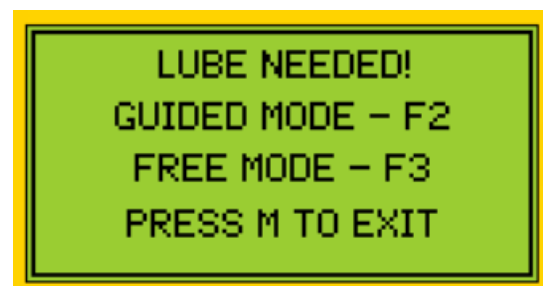 LUBE NEEDED!
GUIDED MODE – F2
FREE MODE – F3
PRESS M TO EXIT